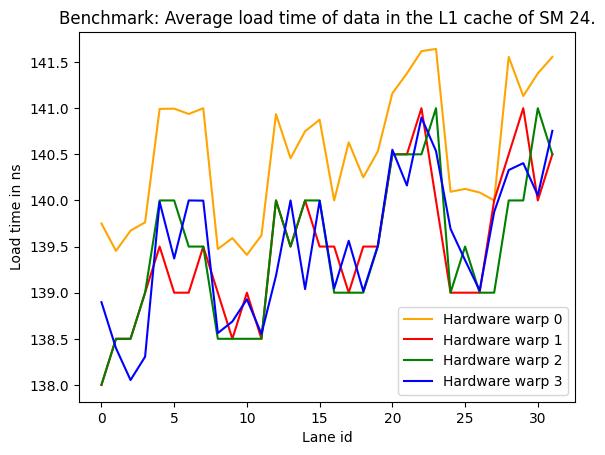 Benchmark: Average load time of data in the L1 cache of SM 24.
Load time in ns
141.5
141.0
140.5
140.0
139.5
139.0
138.5
138.0
Hardware warp 0
Hardware warp 1
Hardware warp 2
Hardware warp 3
0 5 10 15 20 25 30
Lane id